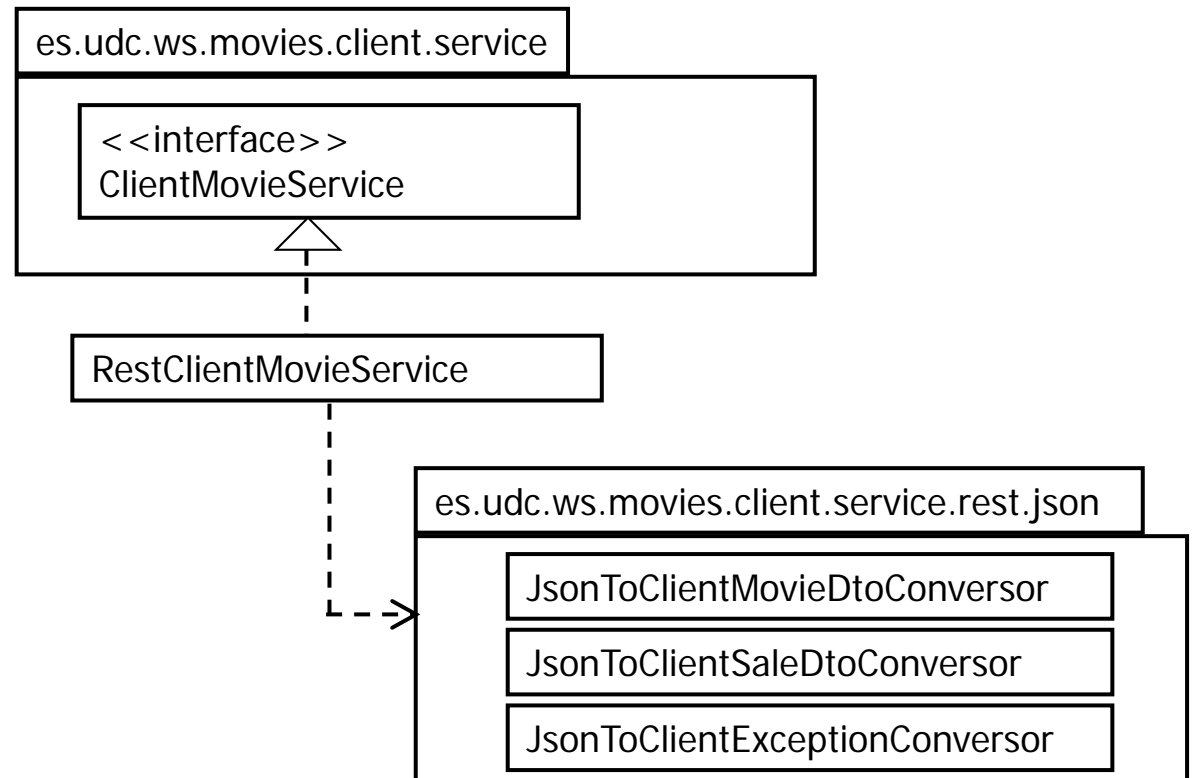 es.udc.ws.movies.client.service
<<interface>>
ClientMovieService
RestClientMovieService
es.udc.ws.movies.client.service.rest.json
JsonToClientMovieDtoConversor
JsonToClientSaleDtoConversor
JsonToClientExceptionConversor